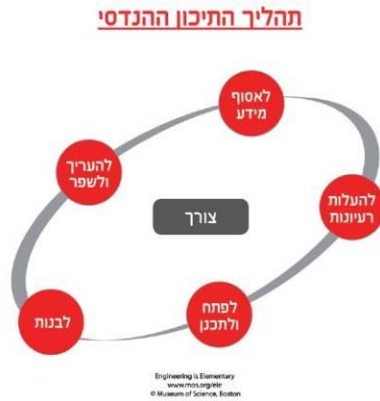 תהליך התיכון ההנדסי
לאסוף
מידע
להעלות
רעיונות
לפתח
ולתכנן
לבנות
להעריך
ולשפר
צורך
Engineering is Elementary
www.mos.org/eie
© Museum of Science, Boston